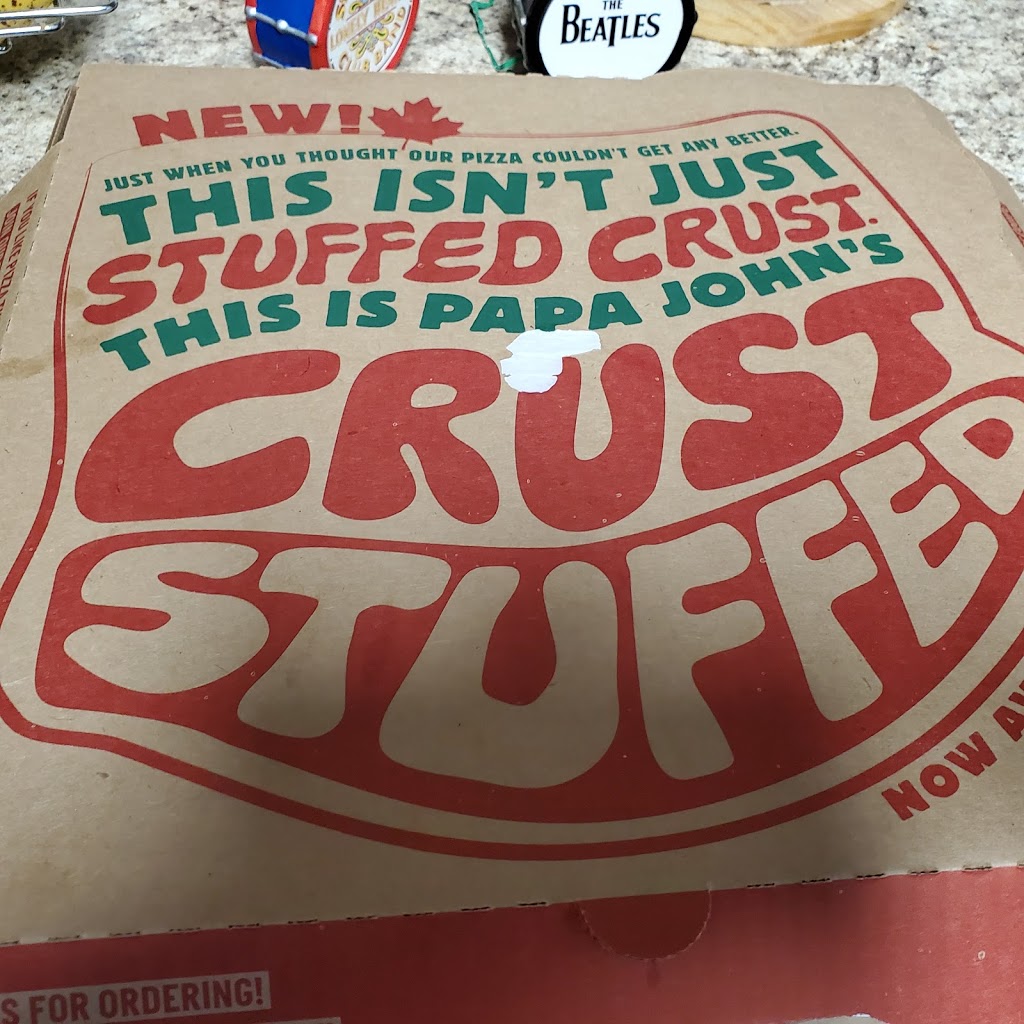 THE
BEATLES
NEW!
JUST WHEN YOU THOUGHT OUR PIZZA COULDN'T GET ANY BETTER.
THIS ISN'T JUST
STUFFED CRUST.
THIS IS PAPA JOHN'S
CRUST
STUFFED
NOW
S FOR ORDERING!